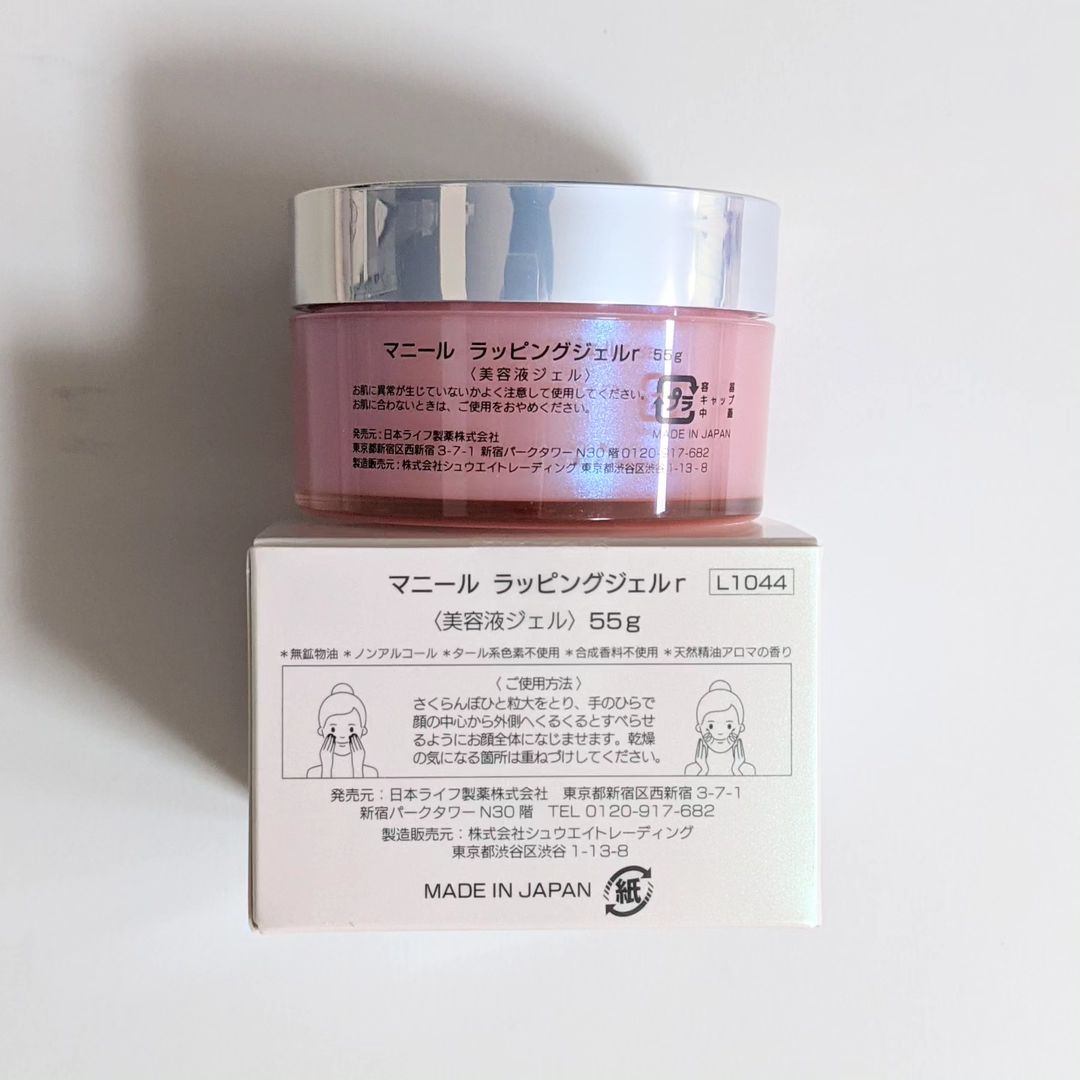 マニール ラッピングジェルr 55g
〈美容液ジェル〉
お肌に異常が生じていないかよく注意して使用してください。
お肌に合わないときは、ご使用をおやめください。
プラ
容器
キャップ
中蓋
MADE IN JAPAN
発売元:日本ライフ製薬株式会社
東京都新宿区西新宿3-7-1 新宿パークタワーN30階 0120-917-682
製造販売元:株式会社シュウエイトレーディング 東京都渋谷区渋谷1-13-8
マニール ラッピングジェルr L1044
〈美容液ジェル〉55g
*無鉱物油 *ノンアルコール *タール系色素不使用 *合成香料不使用 *天然精油アロマの香り
〈ご使用方法〉
さくらんぼひと粒大をとり、手のひらで
顔の中心から外側へくるくるとすべらせ
るようにお顔全体になじませます。乾燥
の気になる箇所は重ねづけしてください。
発売元:日本ライフ製薬株式会社 東京都新宿区西新宿3-7-1
新宿パークタワーN30階 TEL 0120-917-682
製造販売元:株式会社シュウエイトレーディング
東京都渋谷区渋谷1-13-8
MADE IN JAPAN 紙